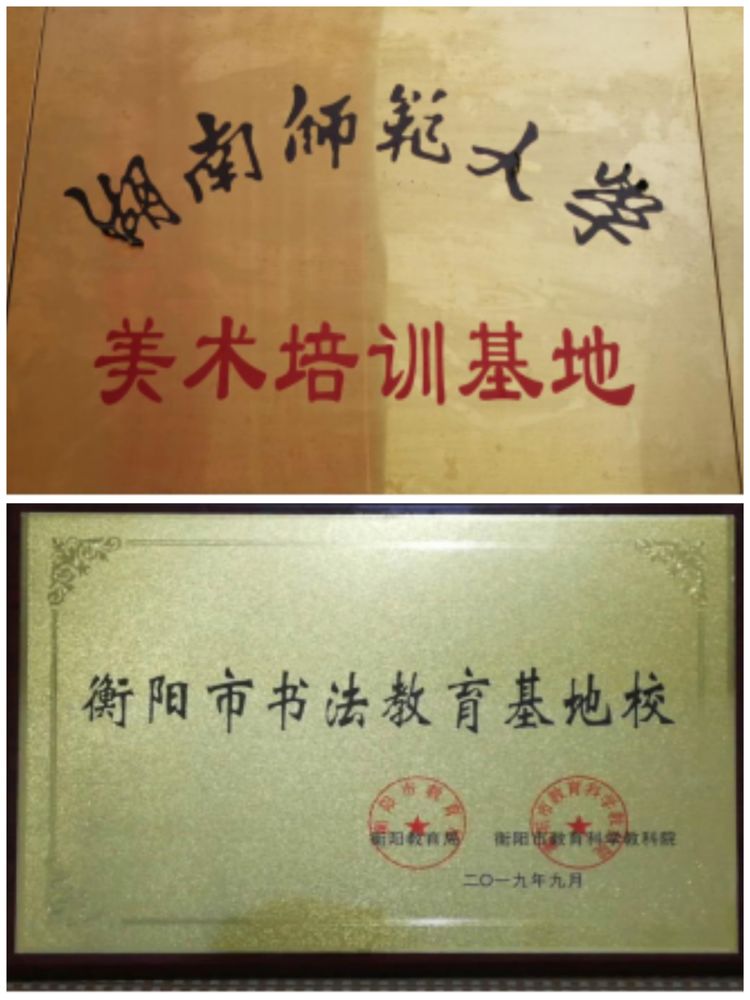 湖南师范大学
美术培训基地
衡阳市书法教育基地校
衡阳教育局 衡阳市教育科学教科院
二〇一九年九月